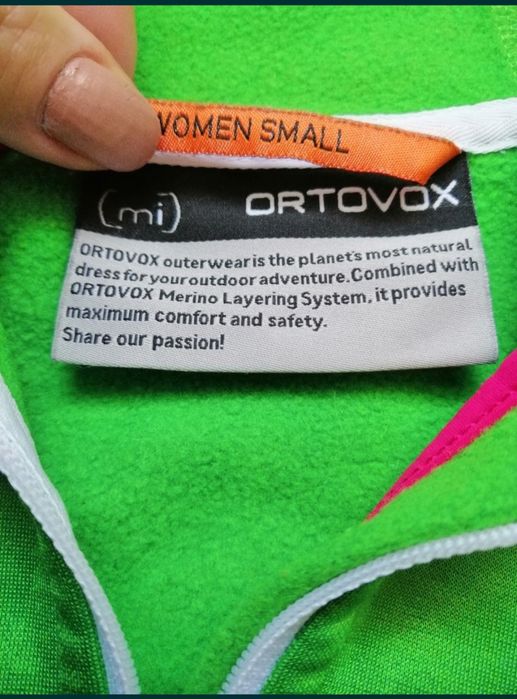 WOMEN SMALL
(mi) ORTOVOX
ORTOVOX outerwear is the planet's most natural
dress for your outdoor adventure. Combined with
ORTOVOX Merino Layering System, it provides
maximum comfort and safety.
Share our passion!